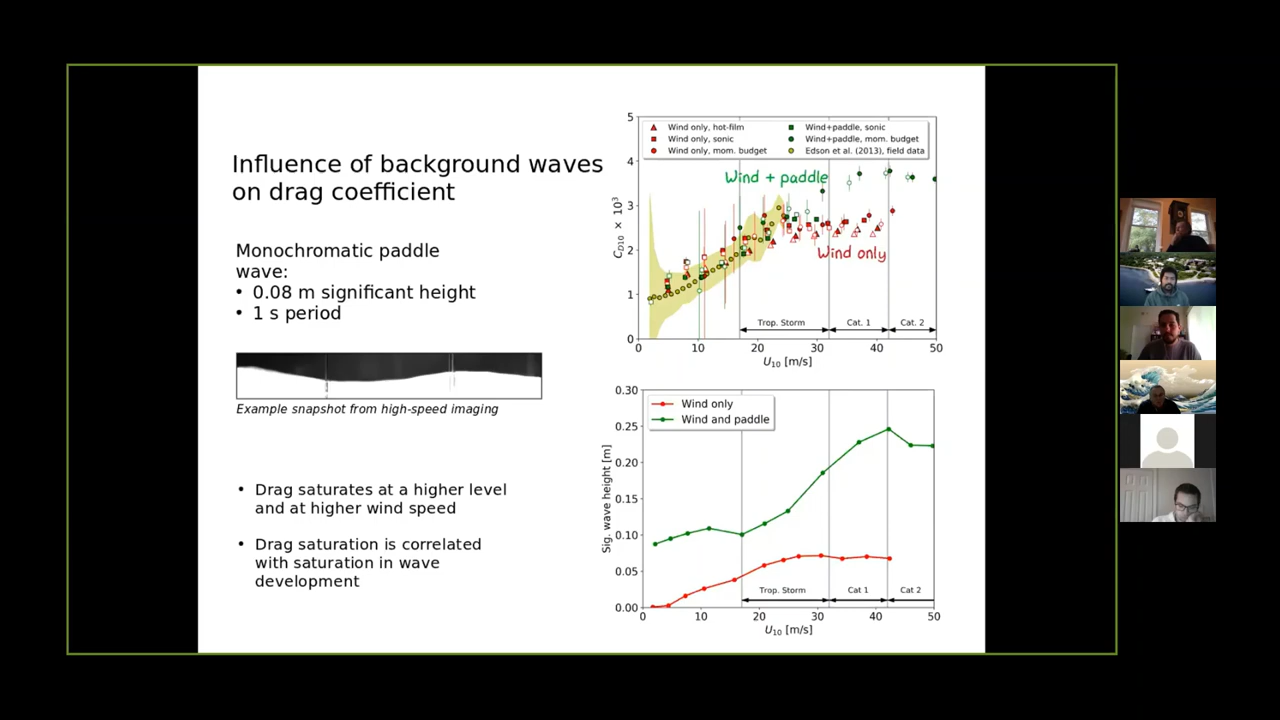 Influence of background waves
on drag coefficient
Monochromatic paddle
wave:
• 0.08 m significant height
• 1 s period
Example snapshot from high-speed imaging
• Drag saturates at a higher level
and at higher wind speed
• Drag saturation is correlated
with saturation in wave
development
5
4
3
2
1
0
C_D10 × 10³
Wind only, hot-film
Wind only, sonic
Wind only, mom. budget
Wind+paddle, sonic
Wind+paddle, mom. budget
Edson et al. (2013), field data
Wind + paddle
Wind only
Trop. Storm Cat. 1 Cat. 2
0 10 20 30 40 50
U₁₀ [m/s]
0.30
0.25
0.20
0.15
0.10
0.05
0.00
Sig. wave height [m]
Wind only
Wind and paddle
Trop. Storm Cat 1 Cat 2
0 10 20 30 40 50
U₁₀ [m/s]